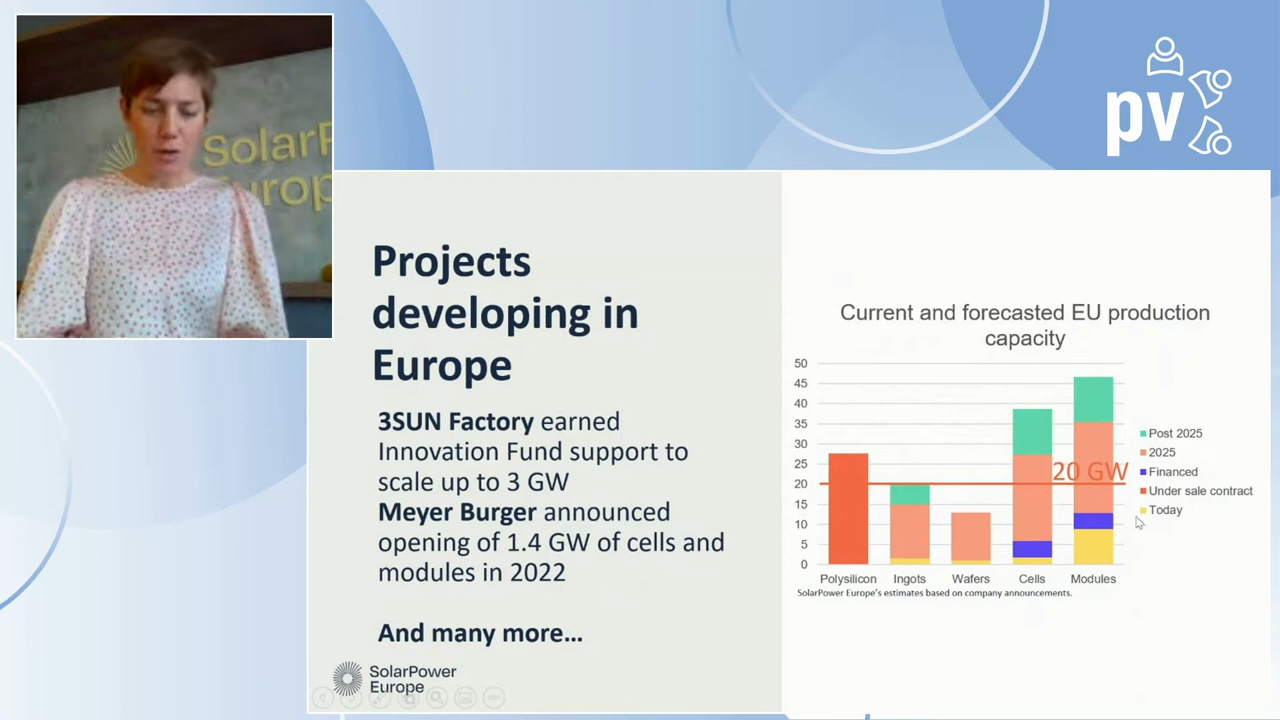 SolarP
Europe
pv
Projects
developing in
Europe
3SUN Factory earned
Innovation Fund support to
scale up to 3 GW
Meyer Burger announced
opening of 1.4 GW of cells and
modules in 2022
And many more…
SolarPower
Europe
Current and forecasted EU production
capacity
50
45
40
35
30
25
20
15
10
5
0
20 GW
Polysilicon Ingots Wafers Cells Modules
Post 2025
2025
Financed
Under sale contract
Today
SolarPower Europe's estimates based on company announcements.